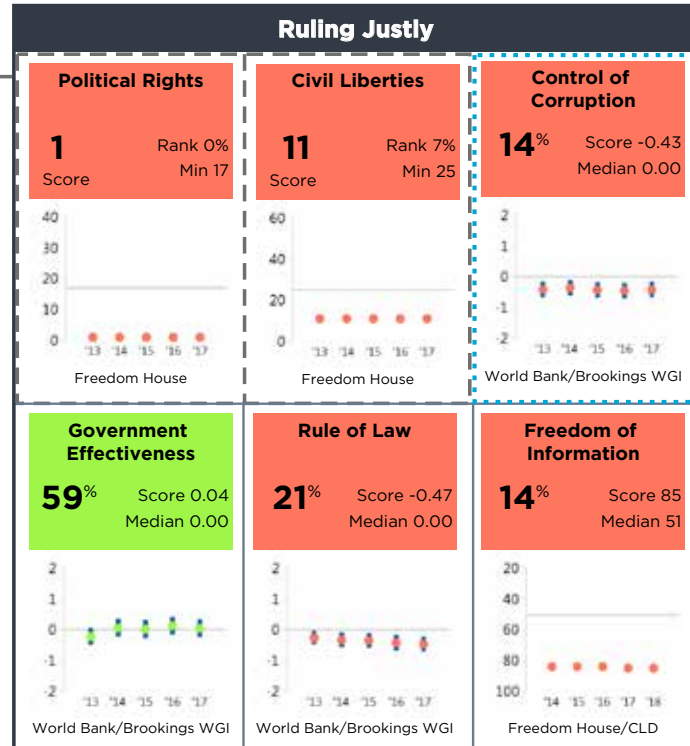 Ruling Justly
Political Rights
1
Score
Rank 0%
Min 17
40
30
20
10
0
'13 '14 '15 '16 '17
Freedom House
Civil Liberties
11
Score
Rank 7%
Min 25
60
40
20
0
'13 '14 '15 '16 '17
Freedom House
Control of
Corruption
14%
Score -0.43
Median 0.00
2
1
0
-1
-2
'13 '14 '15 '16 '17
World Bank/Brookings WGI
Government
Effectiveness
59%
Score 0.04
Median 0.00
2
1
0
-1
-2
'13 '14 '15 '16 '17
World Bank/Brookings WGI
Rule of Law
21%
Score -0.47
Median 0.00
2
1
0
-1
-2
'13 '14 '15 '16 '17
World Bank/Brookings WGI
Freedom of
Information
14%
Score 85
Median 51
20
40
60
80
100
'14 '15 '16 '17 '18
Freedom House/CLD